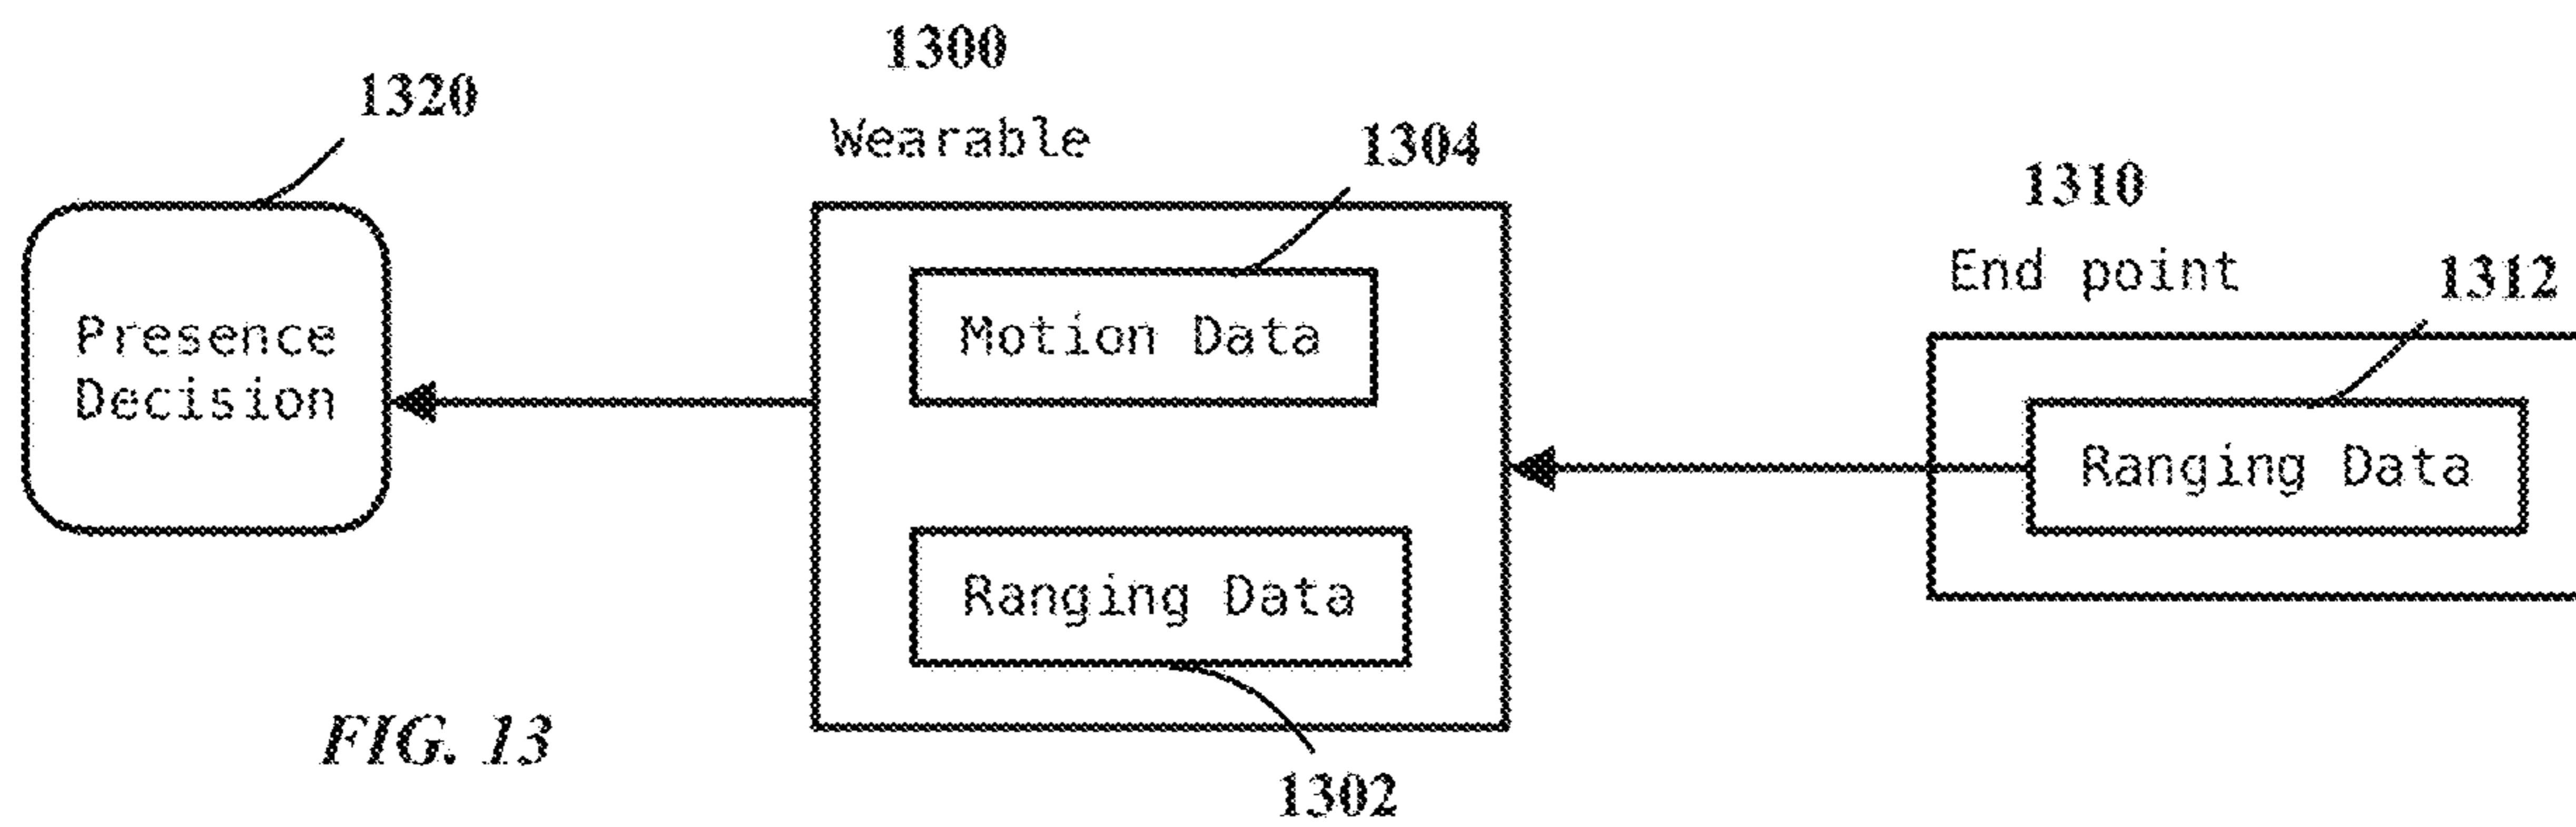 1320
Presence
Decision
1300
Wearable
1304
Motion Data
Ranging Data
1302
1310
End point
1312
Ranging Data
FIG. 13